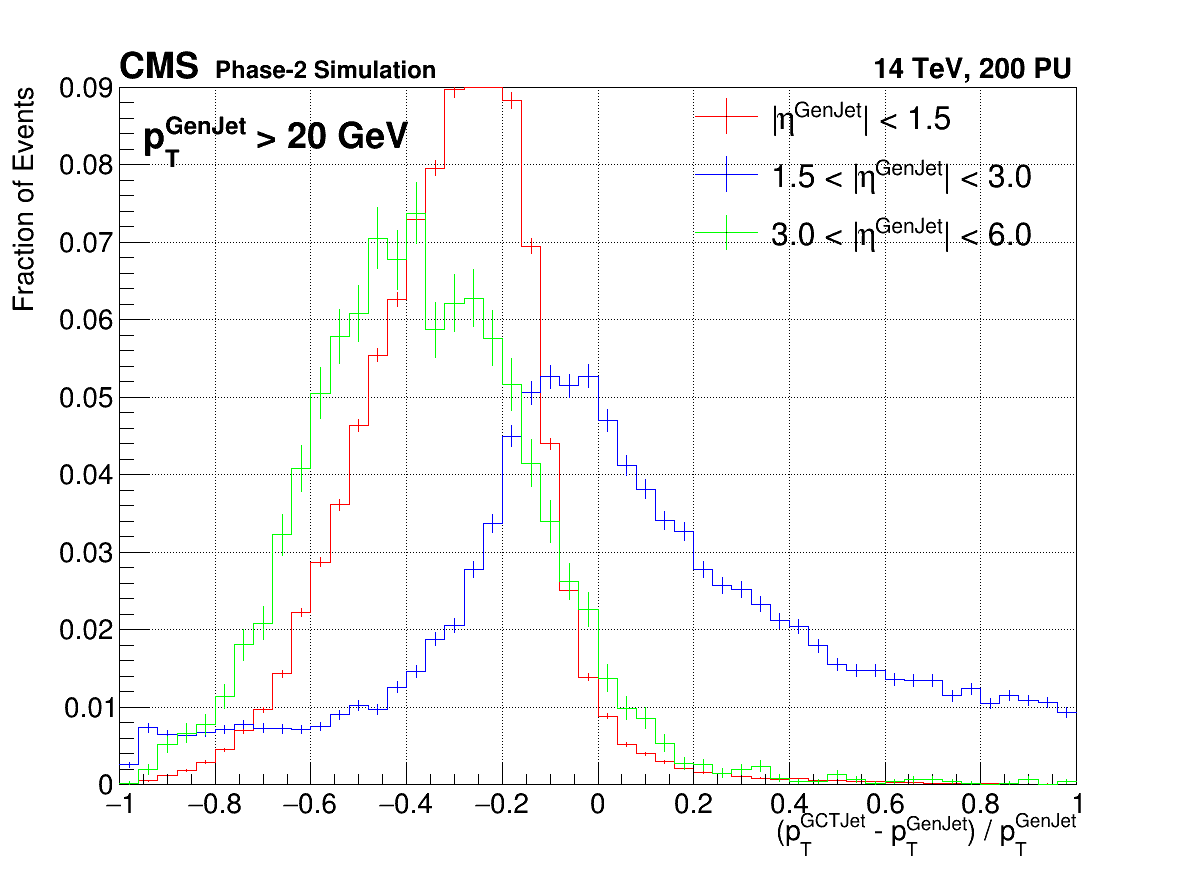 CMS Phase-2 Simulation 14 TeV, 200 PU
p_T^GenJet > 20 GeV
|η^GenJet| < 1.5
1.5 < |η^GenJet| < 3.0
3.0 < |η^GenJet| < 6.0
Fraction of Events
0.09
0.08
0.07
0.06
0.05
0.04
0.03
0.02
0.01
0
−1 −0.8 −0.6 −0.4 −0.2 0 0.2 0.4 0.6 0.8 1
(p_T^GCTJet - p_T^GenJet) / p_T^GenJet